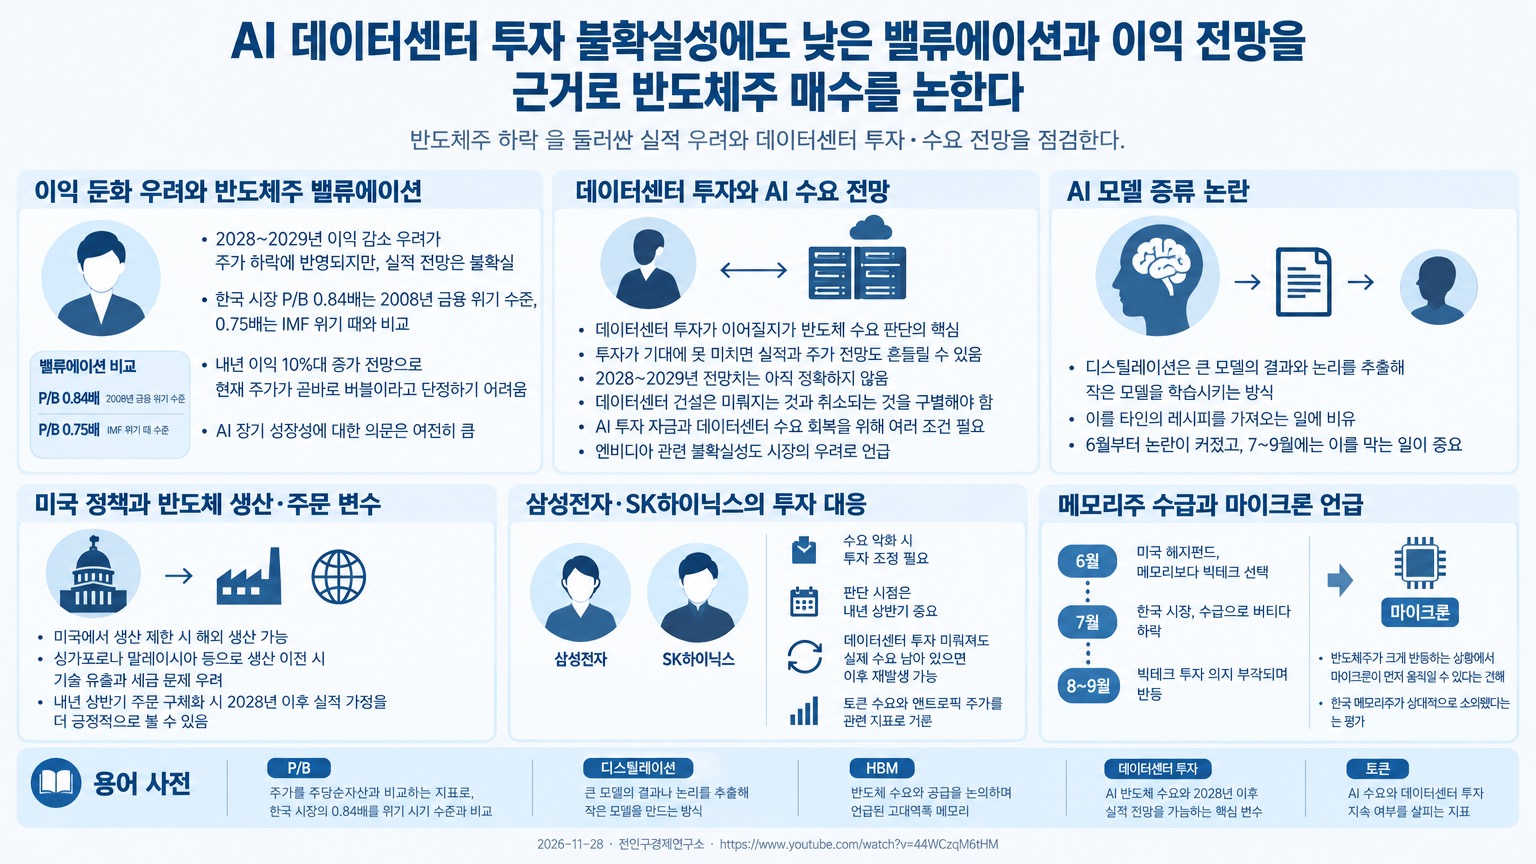 AI 데이터센터 투자 불확실성에도 낮은 밸류에이션과 이익 전망을
근거로 반도체주 매수를 논한다
반도체주 하락 을 둘러싼 실적 우려와 데이터센터 투자·수요 전망을 점검한다.
이익 둔화 우려와 반도체주 밸류에이션
• 2028~2029년 이익 감소 우려가
주가 하락에 반영되지만, 실적 전망은 불확실
• 한국 시장 P/B 0.84배는 2008년 금융 위기 수준,
0.75배는 IMF 위기 때와 비교
• 내년 이익 10%대 증가 전망으로
현재 주가가 곧바로 버블이라고 단정하기 어려움
• AI 장기 성장성에 대한 의문은 여전히 큼
밸류에이션 비교
P/B 0.84배 2008년 금융 위기 수준
P/B 0.75배 IMF 위기 때 수준
데이터센터 투자와 AI 수요 전망
• 데이터센터 투자가 이어질지가 반도체 수요 판단의 핵심
• 투자가 기대에 못 미치면 실적과 주가 전망도 흔들릴 수 있음
• 2028~2029년 전망치는 아직 정확하지 않음
• 데이터센터 건설은 미뤄지는 것과 취소되는 것을 구별해야 함
• AI 투자 자금과 데이터센터 수요 회복을 위해 여러 조건 필요
• 엔비디아 관련 불확실성도 시장의 우려로 언급
AI 모델 증류 논란
• 디스틸레이션은 큰 모델의 결과와 논리를 추출해
작은 모델을 학습시키는 방식
• 이를 타인의 레시피를 가져오는 일에 비유
• 6월부터 논란이 커졌고, 7~9월에는 이를 막는 일이 중요
미국 정책과 반도체 생산·주문 변수
• 미국에서 생산 제한 시 해외 생산 가능
• 싱가포로나 말레이시아 등으로 생산 이전 시
기술 유출과 세금 문제 우려
• 내년 상반기 주문 구체화 시 2028년 이후 실적 가정을
더 긍정적으로 볼 수 있음
삼성전자·SK하이닉스의 투자 대응
삼성전자
SK하이닉스
수요 악화 시
투자 조정 필요
판단 시점은
내년 상반기 중요
데이터센터 투자 미뤄져도
실제 수요 남아 있으면
이후 재발생 가능
토큰 수요와 앤트로픽 주가를
관련 지표로 거론
메모리주 수급과 마이크론 언급
6월
미국 헤지펀드,
메모리보다 빅테크 선택
7월
한국 시장, 수급으로 버티다
하락
8~9월
빅테크 투자 의지 부각되며
반등
마이크론
• 반도체주가 크게 반등하는 상황에서
마이크론이 먼저 움직일 수 있다는 견해
• 한국 메모리주가 상대적으로 소외됐다는
는 평가
용어 사전
P/B
주가를 주당순자산과 비교하는 지표로,
한국 시장의 0.84배를 위기 시기 수준과 비교
디스틸레이션
큰 모델의 결과나 논리를 추출해
작은 모델을 만드는 방식
HBM
반도체 수요와 공급을 논의하며
언급된 고대역폭 메모리
데이터센터 투자
AI 반도체 수요와 2028년 이후
실적 전망을 가늠하는 핵심 변수
토큰
AI 수요와 데이터센터 투자
지속 여부를 살피는 지표
2026-11-28 · 전인구경제연구소 · https://www.youtube.com/watch?v=44WCzqM6tHM